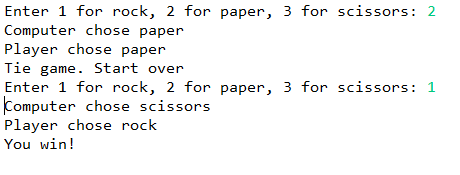 Enter 1 for rock, 2 for paper, 3 for scissors: 2
Computer chose paper
Player chose paper
Tie game. Start over
Enter 1 for rock, 2 for paper, 3 for scissors: 1
Computer chose scissors
Player chose rock
You win!